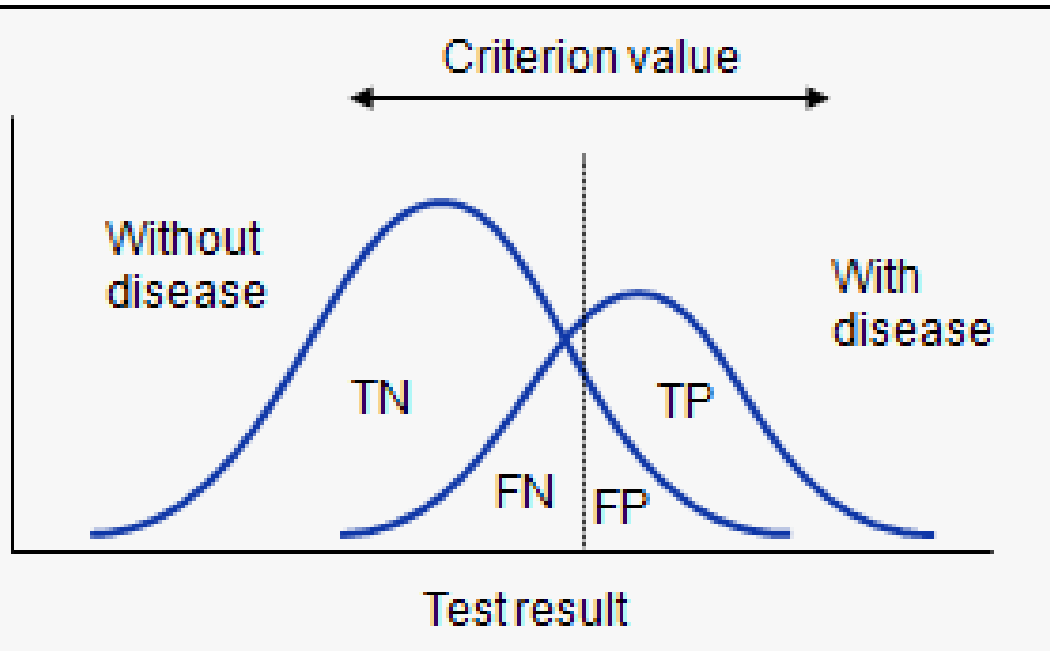 Criterion value
Without
disease
With
disease
TN
TP
FN
FP
Test result